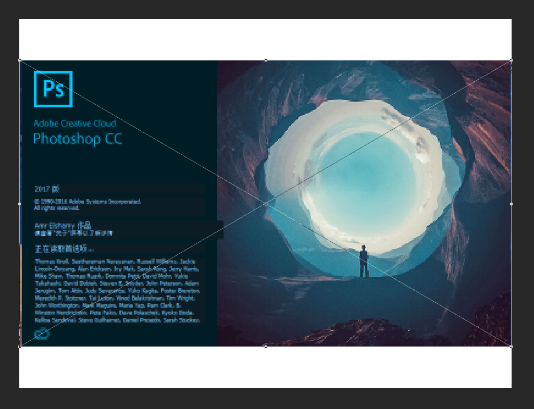 Ps
Adobe Creative Cloud
Photoshop CC
2017 版
© 1990-2016 Adobe Systems Incorporated.
All rights reserved.
Amr Elshamy 作品
正在读取首选项...
Thomas Knoll, Seetharaman Narayanan, Russell Williams, Jackie
Lincoln-Owyang, Alan Erickson, Ivy Mak, Sarah Kong, Jerry Harris,
Mike Shaw, Thomas Ruark, Domnita Petri, David Mohr, Yukie
Takahashi, David Dobish, Steven E. Snyder, John Peterson, Adam
Jerugim, Tom Attix, Judy Severance, Yuko Kagita, Foster Brereton,
Meredith P. Stotzner, Tai Luxon, Vinod Balakrishnan, Tim Wright,
John Worthington, Mark Maguire, Maria Yap, Pam Clark, B.
Winston Hendrickson, Pete Falco, Dave Polaschek, Kyoko Itoda,
Kellisa Sandoval, Steve Guilhamet, Daniel Presedo, Sarah Stuckey,